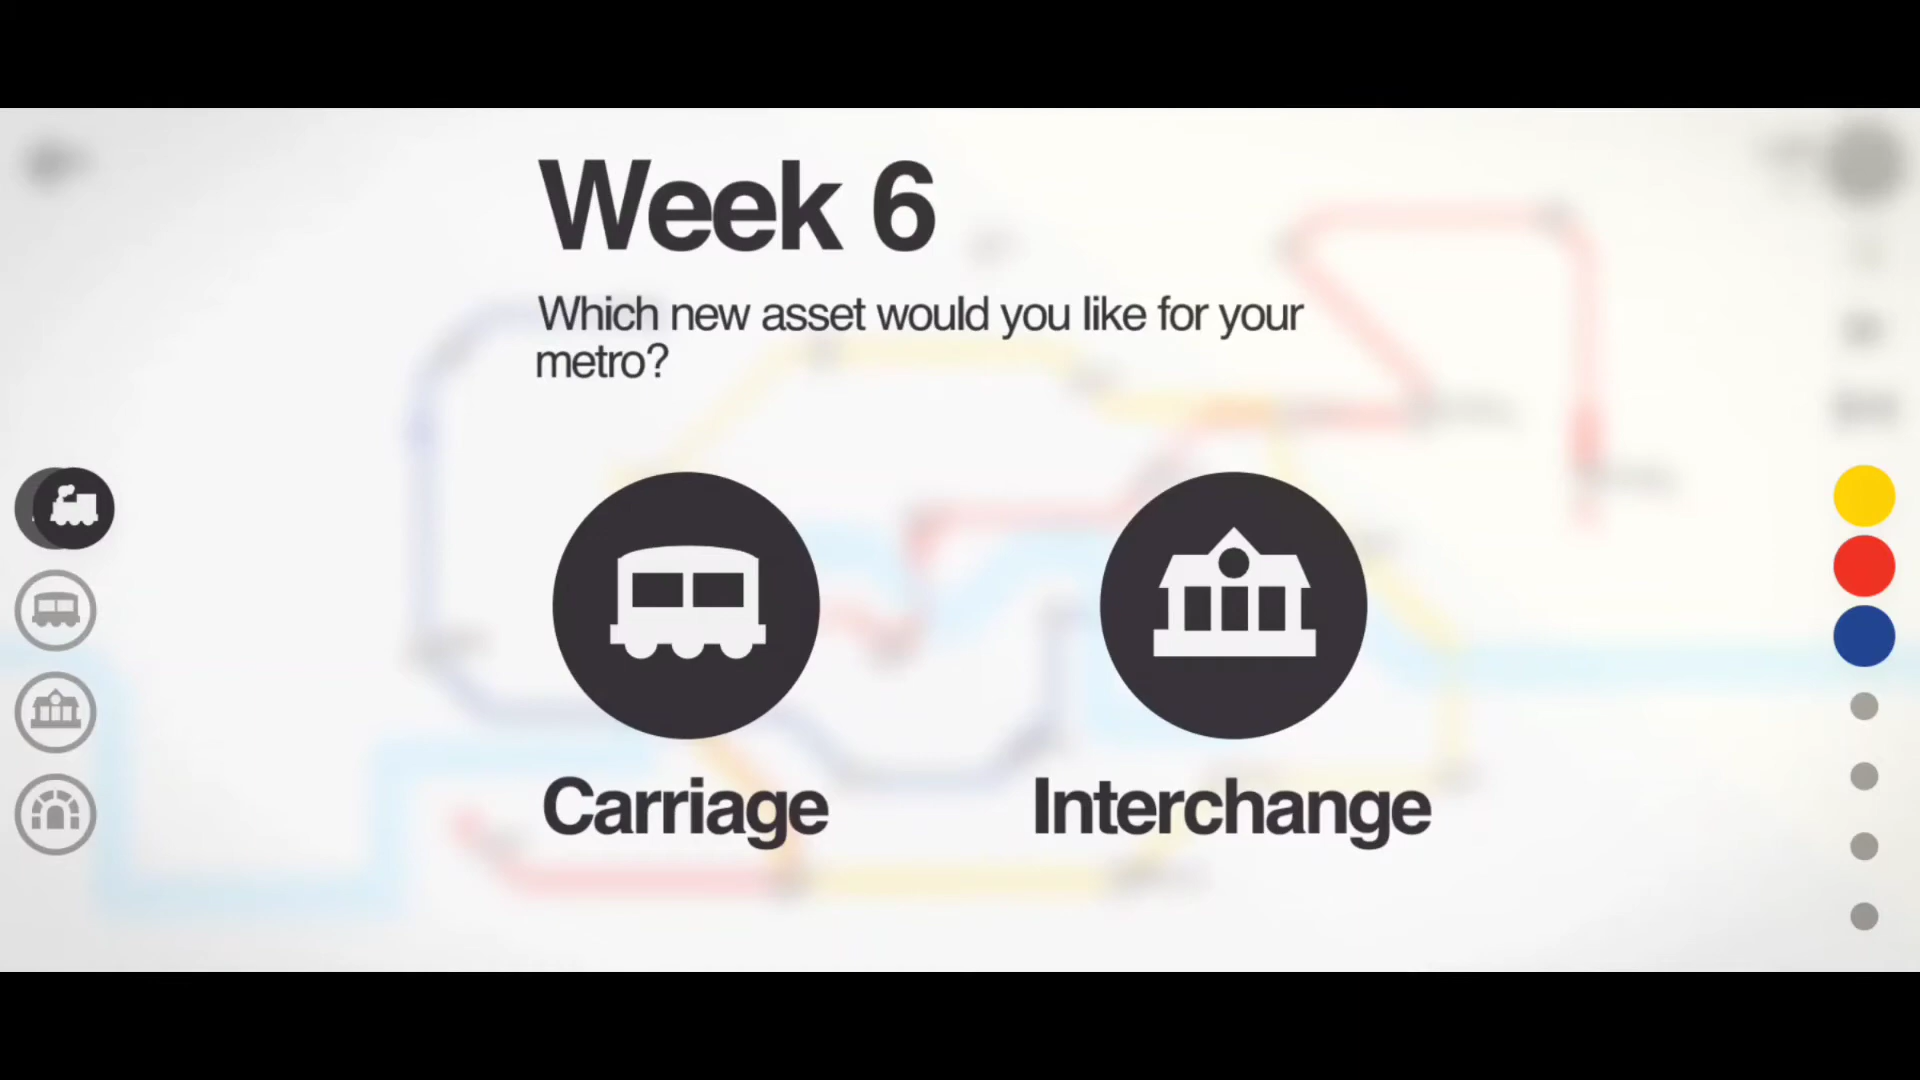 Week 6
Which new asset would you like for your
metro?
Carriage
Interchange